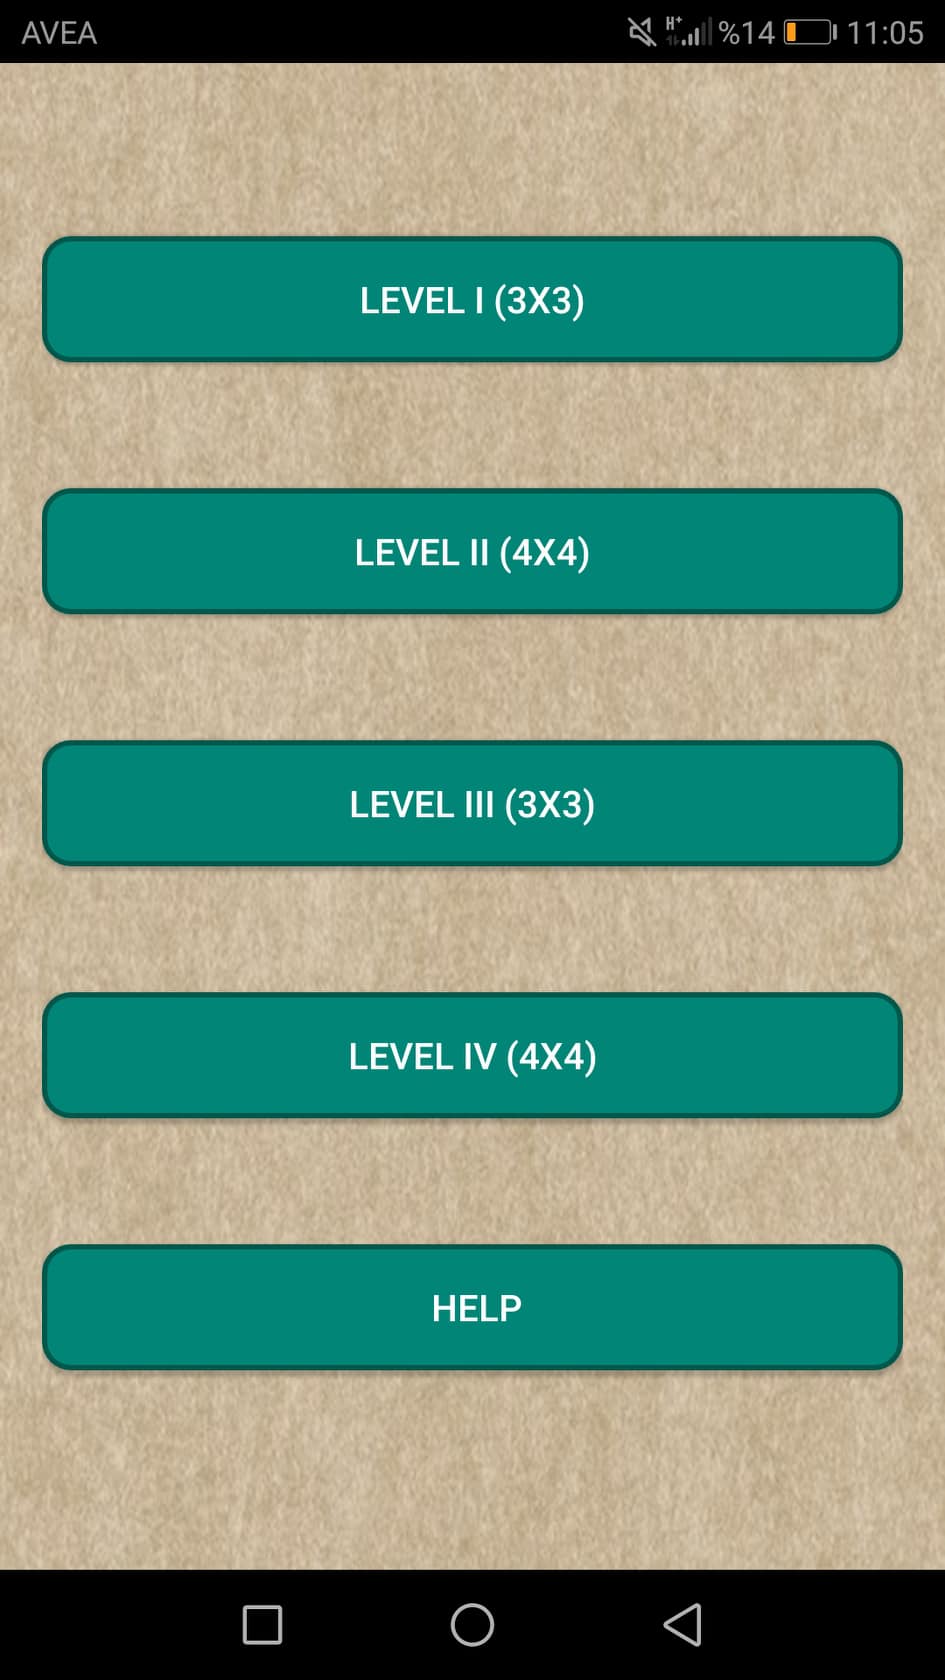 AVEA H+ %14 11:05
LEVEL I (3X3)
LEVEL II (4X4)
LEVEL III (3X3)
LEVEL IV (4X4)
HELP